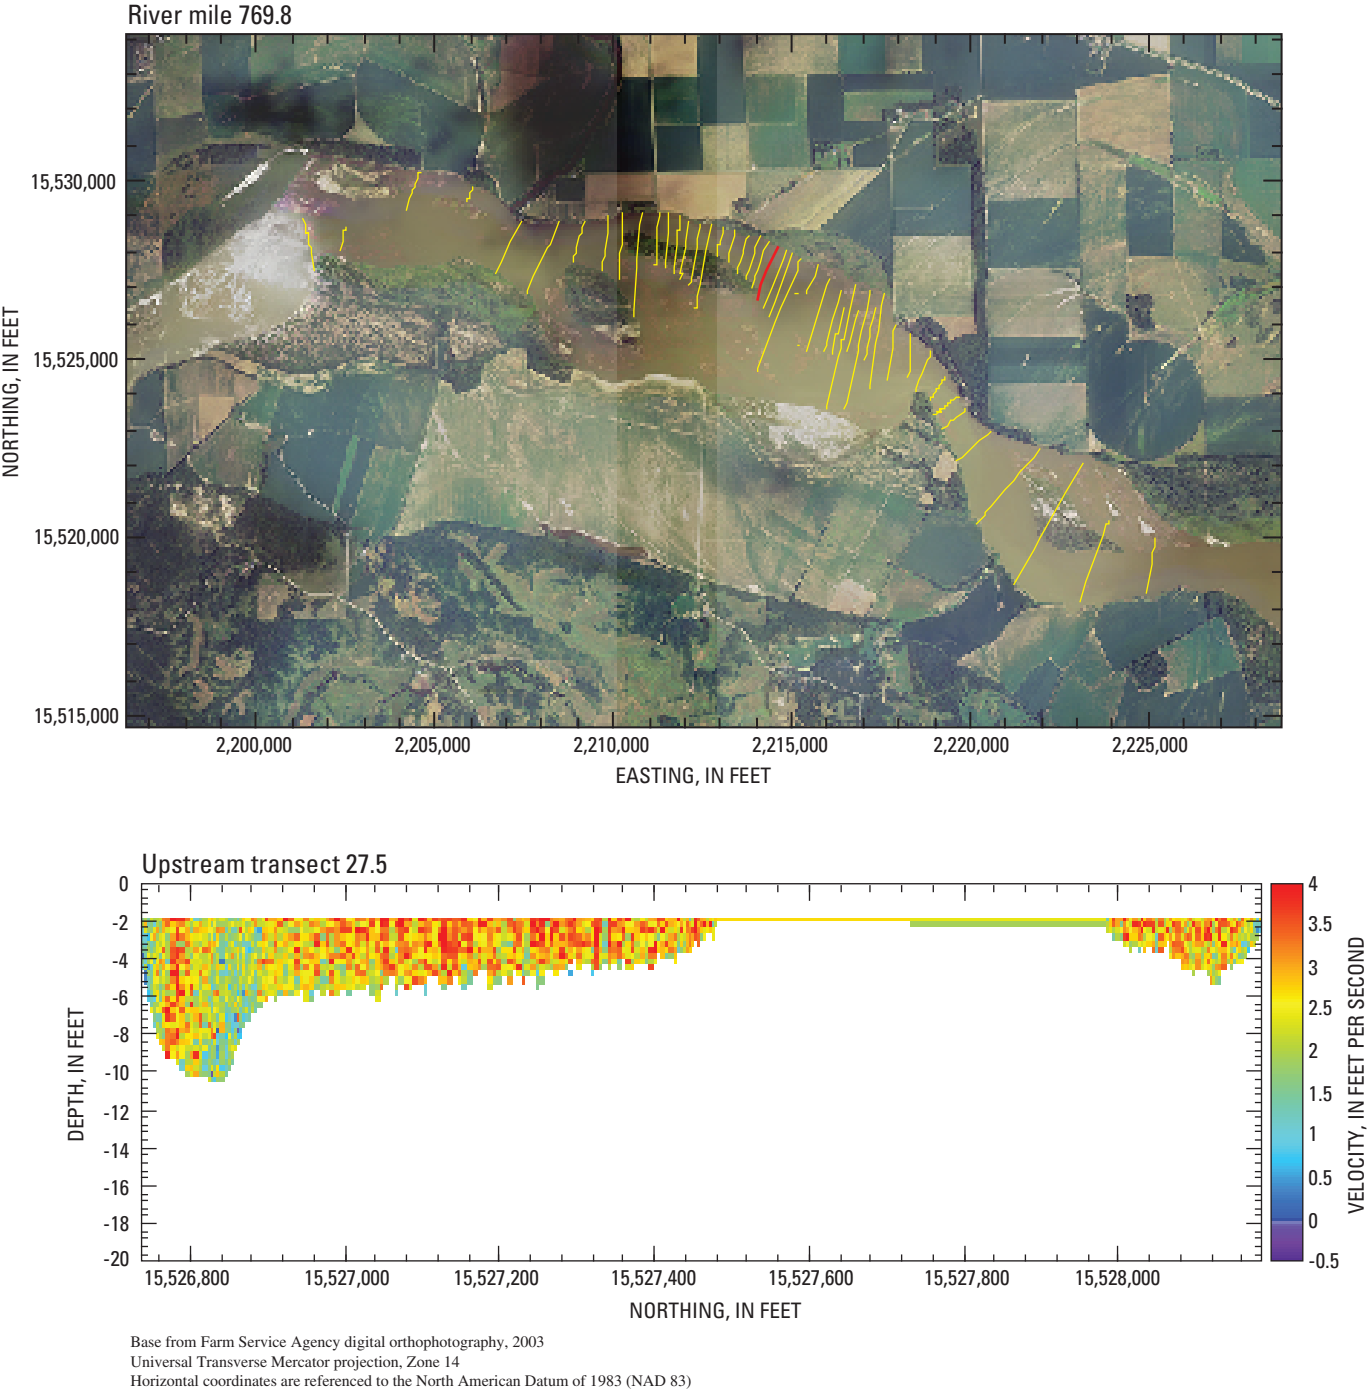 River mile 769.8
15,530,000
15,525,000
15,520,000
15,515,000
NORTHING, IN FEET
2,200,000 2,205,000 2,210,000 2,215,000 2,220,000 2,225,000
EASTING, IN FEET
Upstream transect 27.5
0
-2
-4
-6
-8
-10
-12
-14
-16
-18
-20
DEPTH, IN FEET
15,526,800 15,527,000 15,527,200 15,527,400 15,527,600 15,527,800 15,528,000
NORTHING, IN FEET
4
3.5
3
2.5
2
1.5
1
0.5
0
-0.5
VELOCITY, IN FEET PER SECOND
Base from Farm Service Agency digital orthophotography, 2003
Universal Transverse Mercator projection, Zone 14
Horizontal coordinates are referenced to the North American Datum of 1983 (NAD 83)